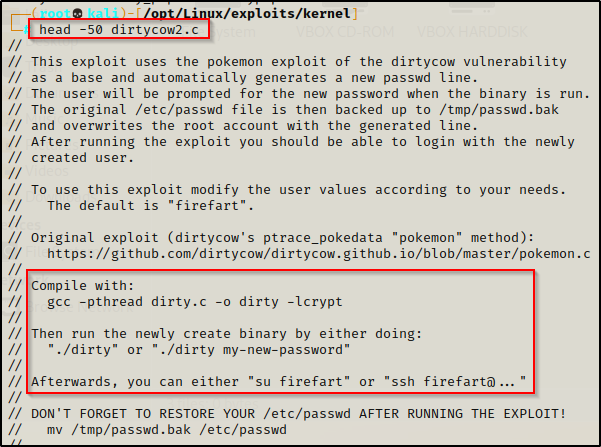 (root💀kali)-[/opt/Linux/exploits/kernel]
head -50 dirtycow2.c
VBOX CD-ROM VBOX HARDDISK
//
// This exploit uses the pokemon exploit of the dirtycow vulnerability
// as a base and automatically generates a new passwd line.
// The user will be prompted for the new password when the binary is run.
// The original /etc/passwd file is then backed up to /tmp/passwd.bak
// and overwrites the root account with the generated line.
// After running the exploit you should be able to login with the newly
// created user.
//
// To use this exploit modify the user values according to your needs.
//   The default is "firefart".
//
// Original exploit (dirtycow's ptrace_pokedata "pokemon" method):
//   https://github.com/dirtycow/dirtycow.github.io/blob/master/pokemon.c
//
// Compile with:
//   gcc -pthread dirty.c -o dirty -lcrypt
//
// Then run the newly create binary by either doing:
//   "./dirty" or "./dirty my-new-password"
//
// Afterwards, you can either "su firefart" or "ssh firefart@..."
//
// DON'T FORGET TO RESTORE YOUR /etc/passwd AFTER RUNNING THE EXPLOIT!
//   mv /tmp/passwd.bak /etc/passwd
//